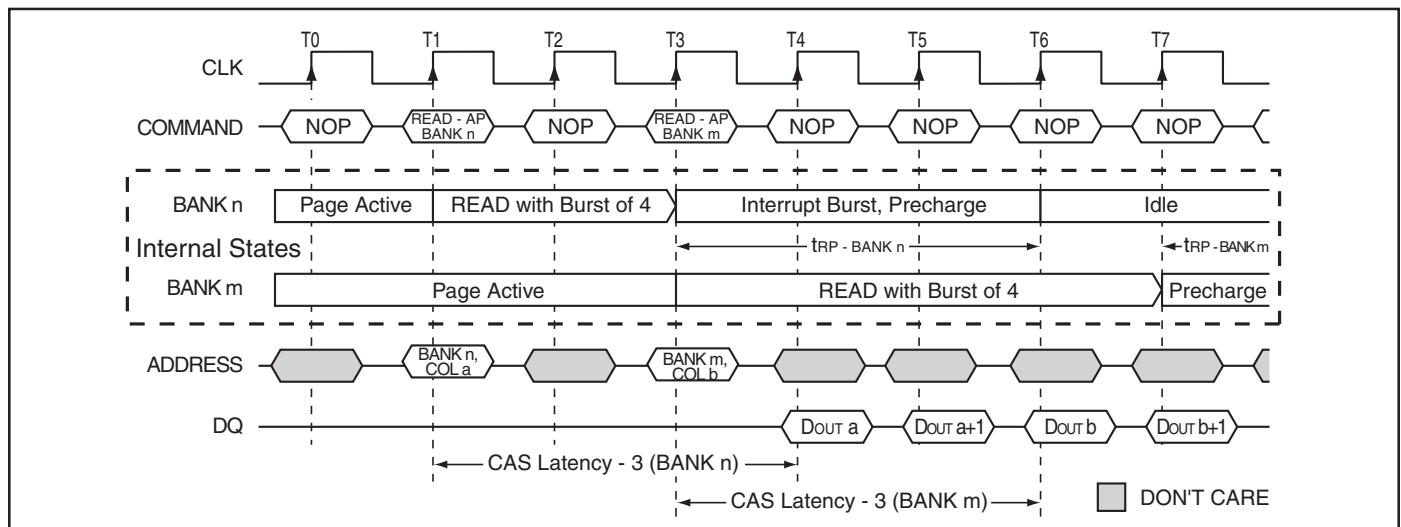 T0 T1 T2 T3 T4 T5 T6 T7
CLK
COMMAND NOP READ - AP BANK n NOP READ - AP BANK m NOP NOP NOP NOP
BANK n Page Active READ with Burst of 4 Interrupt Burst, Precharge Idle
Internal States tRP - BANK n tRP - BANK m
BANK m Page Active READ with Burst of 4 Precharge
ADDRESS BANK n, COL a BANK m, COL b
DQ DOUT a DOUT a+1 DOUT b DOUT b+1
CAS Latency - 3 (BANK n)
CAS Latency - 3 (BANK m) DON'T CARE